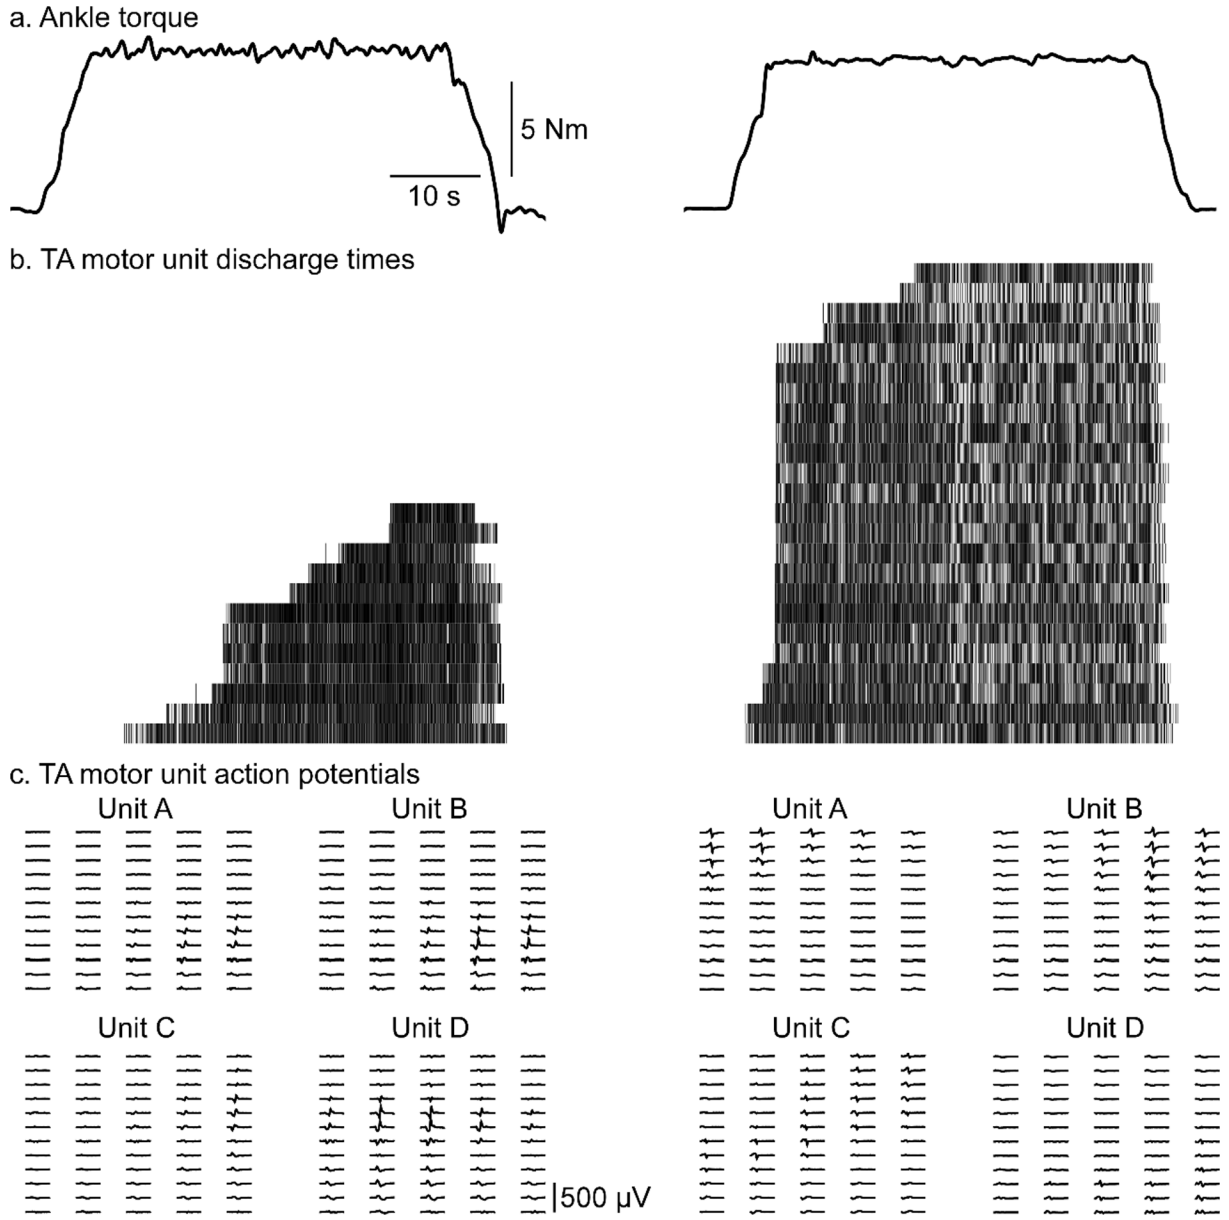 a. Ankle torque
5 Nm
10 s
b. TA motor unit discharge times
c. TA motor unit action potentials
Unit A
Unit B
Unit A
Unit B
Unit C
Unit D
Unit C
Unit D
500 µV